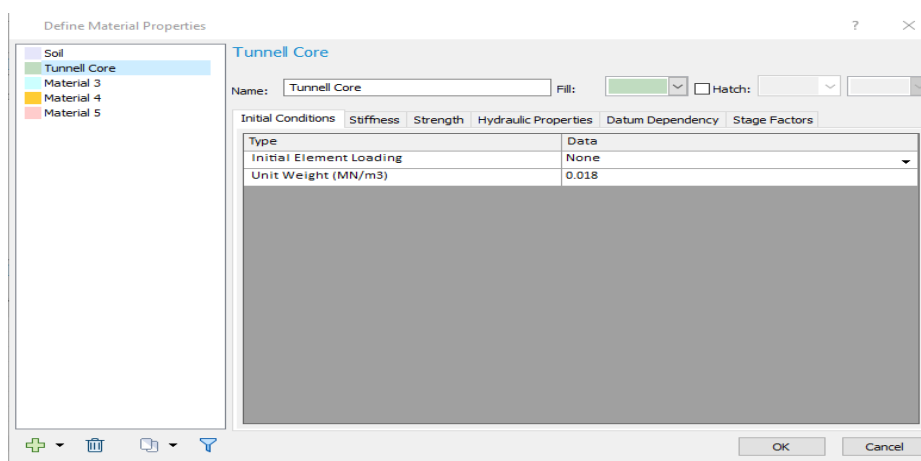 Define Material Properties ?
Soil
Tunnell Core
Material 3
Material 4
Material 5
Tunnell Core
Name: Tunnell Core Fill: Hatch:
Initial Conditions Stiffness Strength Hydraulic Properties Datum Dependency Stage Factors
Type Data
Initial Element Loading None
Unit Weight (MN/m3) 0.018
OK Cancel